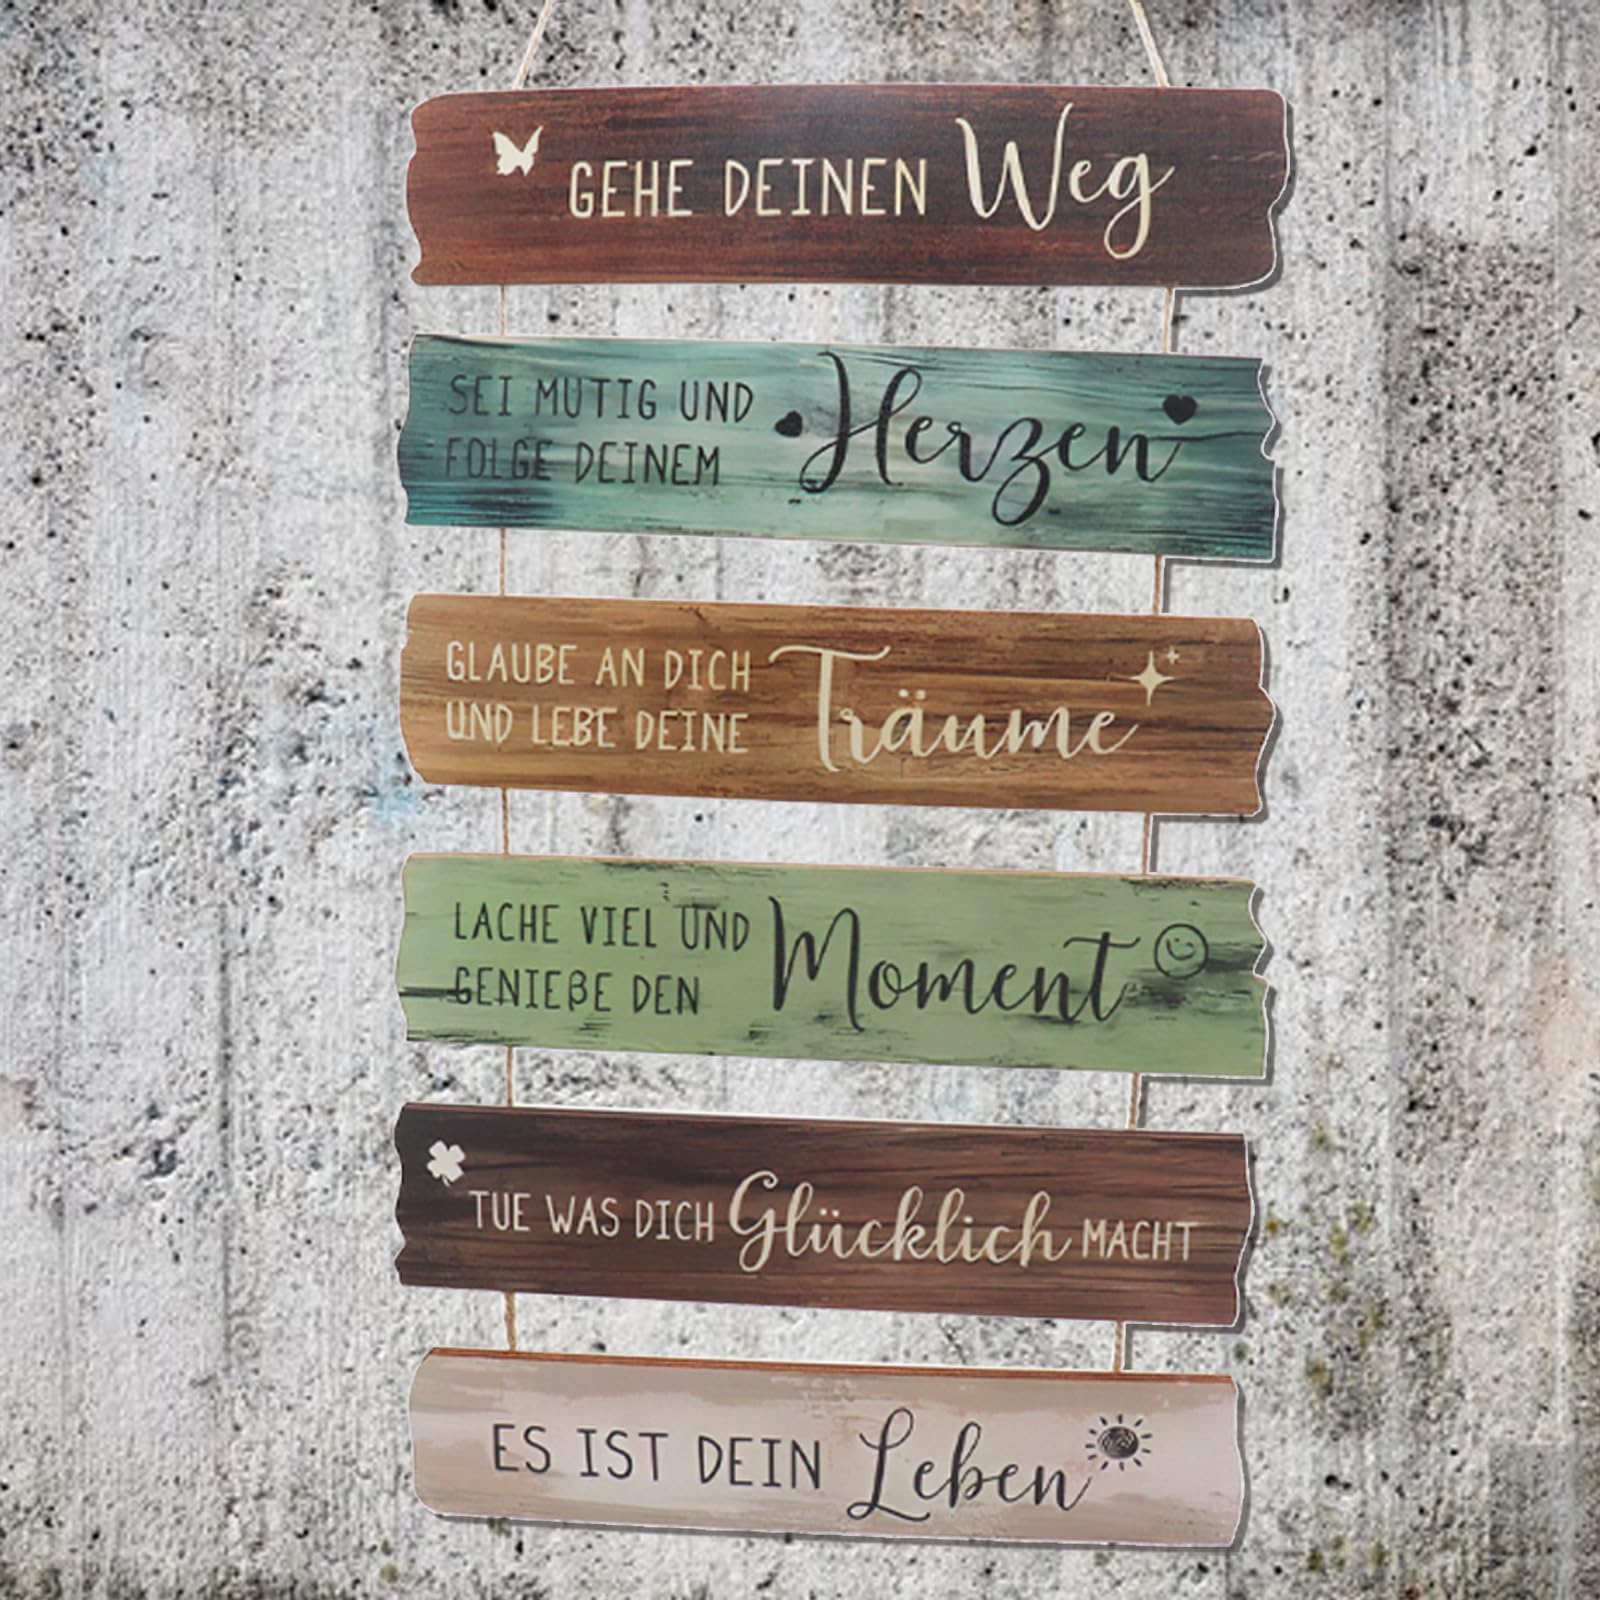 GEHE DEINEN Weg
SEI MUTIG UND
FOLGE DEINEM Herzen
GLAUBE AN DICH
UND LEBE DEINE Träume
LACHE VIEL UND
GENIEßE DEN Moment
TUE WAS DICH Glücklich MACHT
ES IST DEIN Leben